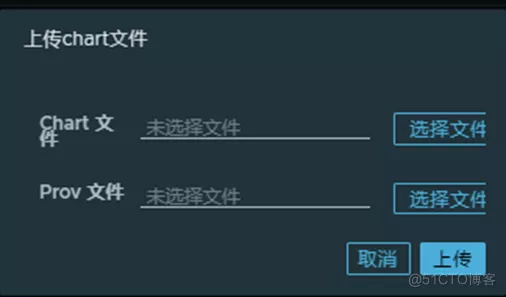 上传chart文件
Chart 文
件
未选择文件
选择文件
Prov 文件
未选择文件
选择文件
取消
上传
@51CTO博客